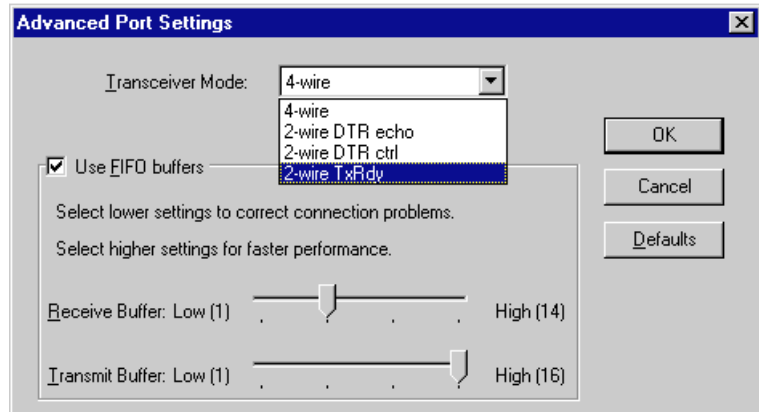 Advanced Port Settings
Transceiver Mode: 4-wire
4-wire
2-wire DTR echo
2-wire DTR ctrl
2-wire TxRdy
OK
Cancel
Defaults
Use FIFO buffers
Select lower settings to correct connection problems.
Select higher settings for faster performance.
Receive Buffer: Low (1) High (14)
Transmit Buffer: Low (1) High (16)